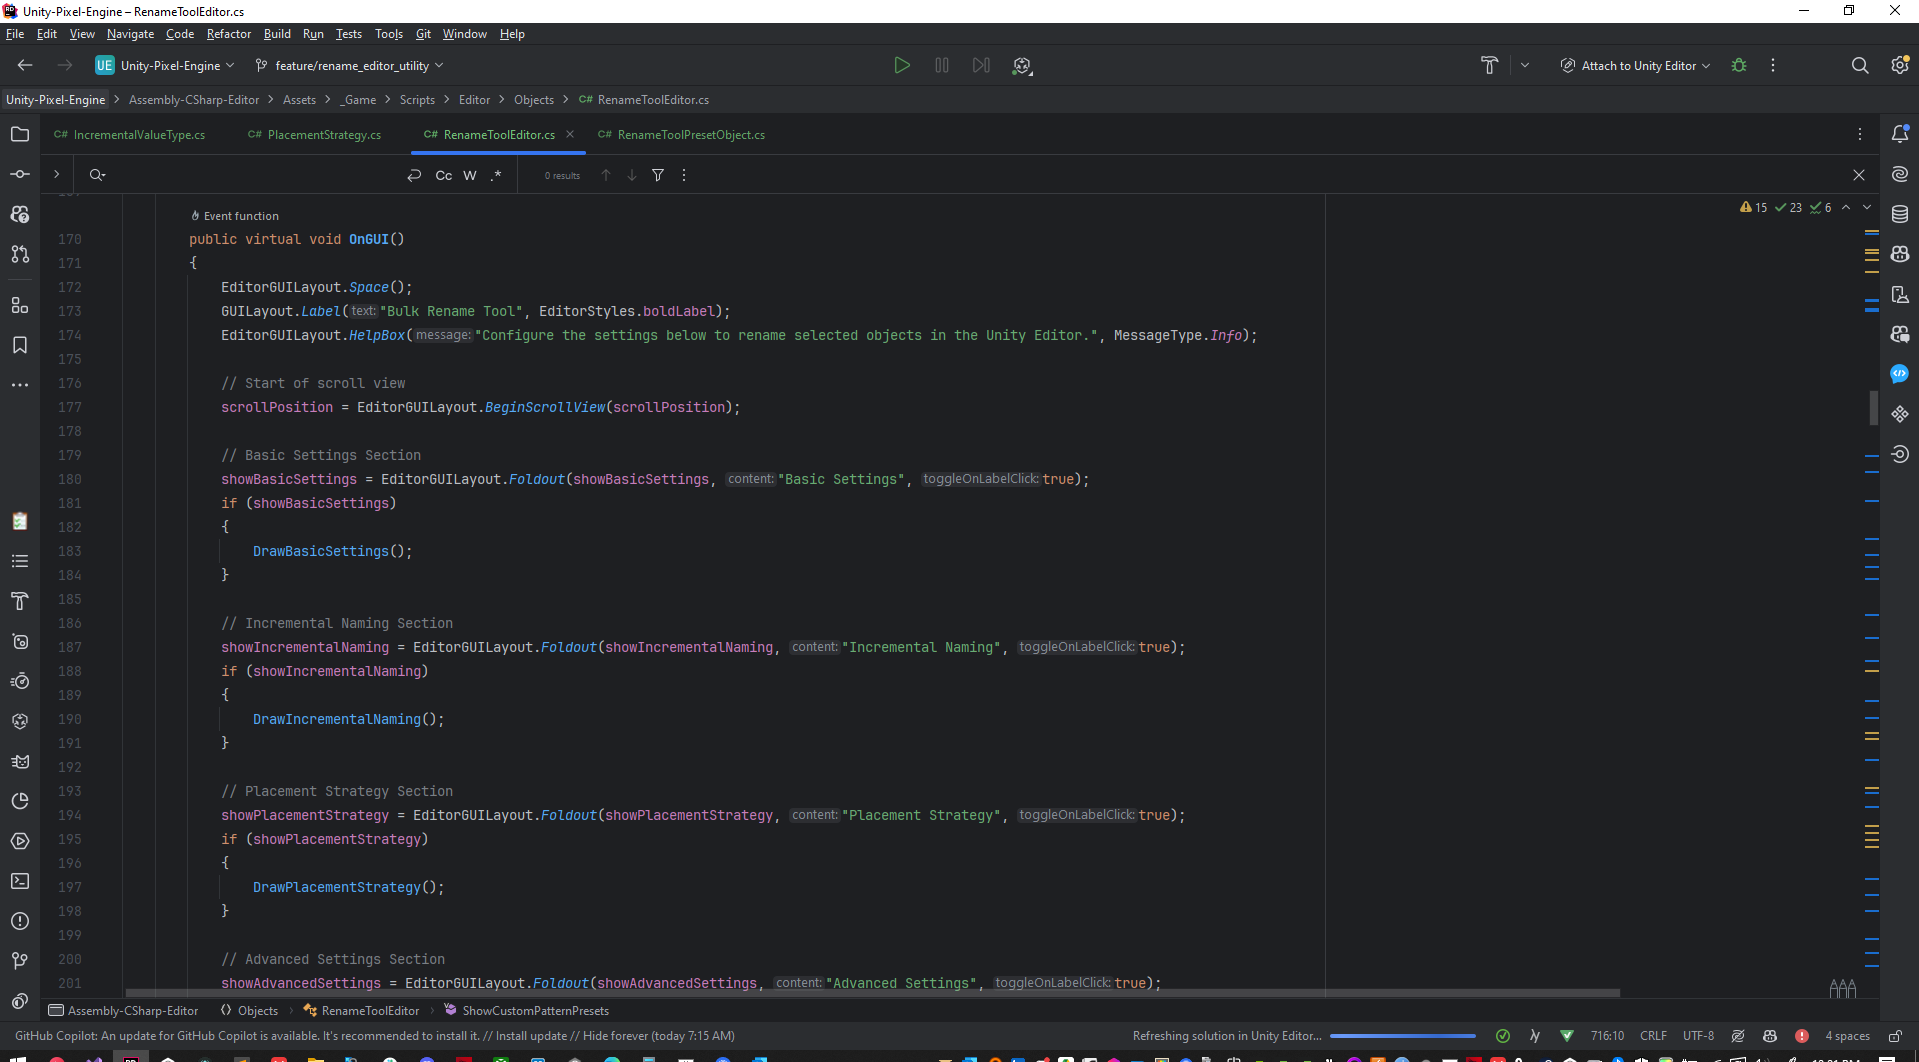 Unity-Pixel-Engine – RenameToolEditor.cs
File Edit View Navigate Code Refactor Build Run Tests Tools Git Window Help
UE Unity-Pixel-Engine feature/rename_editor_utility Attach to Unity Editor
Unity-Pixel-Engine > Assembly-CSharp-Editor > Assets > _Game > Scripts > Editor > Objects > C# RenameToolEditor.cs
C# IncrementalValueType.cs C# PlacementStrategy.cs C# RenameToolEditor.cs C# RenameToolPresetObject.cs
Cc W .* 0 results
15 23 6
Event function
170 public virtual void OnGUI()
171 {
172 EditorGUILayout.Space();
173 GUILayout.Label( text: "Bulk Rename Tool", EditorStyles.boldLabel);
174 EditorGUILayout.HelpBox( message: "Configure the settings below to rename selected objects in the Unity Editor.", MessageType.Info);
175
176 // Start of scroll view
177 scrollPosition = EditorGUILayout.BeginScrollView(scrollPosition);
178
179 // Basic Settings Section
180 showBasicSettings = EditorGUILayout.Foldout(showBasicSettings, content: "Basic Settings", toggleOnLabelClick: true);
181 if (showBasicSettings)
182 {
183 DrawBasicSettings();
184 }
185
186 // Incremental Naming Section
187 showIncrementalNaming = EditorGUILayout.Foldout(showIncrementalNaming, content: "Incremental Naming", toggleOnLabelClick: true);
188 if (showIncrementalNaming)
189 {
190 DrawIncrementalNaming();
191 }
192
193 // Placement Strategy Section
194 showPlacementStrategy = EditorGUILayout.Foldout(showPlacementStrategy, content: "Placement Strategy", toggleOnLabelClick: true);
195 if (showPlacementStrategy)
196 {
197 DrawPlacementStrategy();
198 }
199
200 // Advanced Settings Section
201 showAdvancedSettings = EditorGUILayout.Foldout(showAdvancedSettings, content: "Advanced Settings", toggleOnLabelClick: true);
Assembly-CSharp-Editor > Objects > RenameToolEditor > ShowCustomPatternPresets
GitHub Copilot: An update for GitHub Copilot is available. It's recommended to install it. // Install update // Hide forever (today 7:15 AM) Refreshing solution in Unity Editor... 716:10 CRLF UTF-8 4 spaces